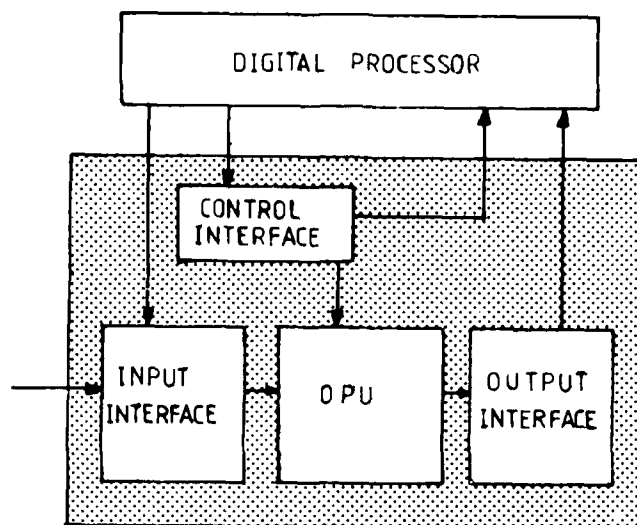 DIGITAL PROCESSOR
CONTROL
INTERFACE
INPUT
INTERFACE
OPU
OUTPUT
INTERFACE